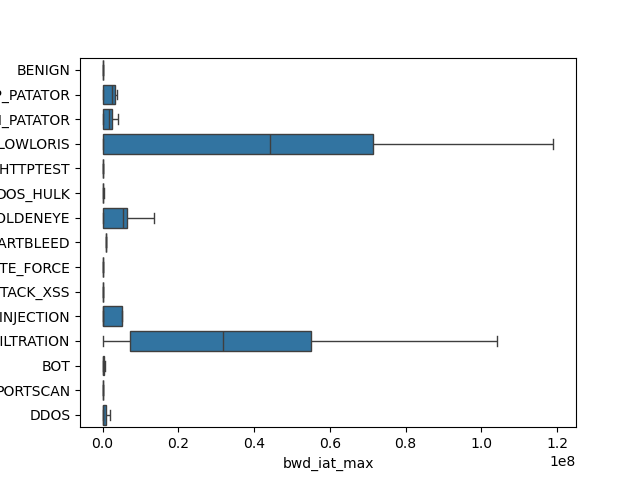 BENIGN
P_PATATOR
H_PATATOR
LOWLORIS
HTTPTEST
DOS_HULK
OLDENEYE
ARTBLEED
TE_FORCE
TACK_XSS
INJECTION
ILTRATION
BOT
PORTSCAN
DDOS
0.0 0.2 0.4 0.6 0.8 1.0 1.2
1e8
bwd_iat_max